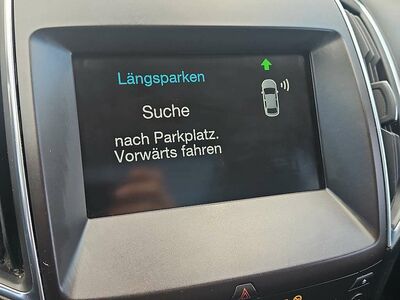 Längsparken
Suche
nach Parkplatz.
Vorwärts fahren